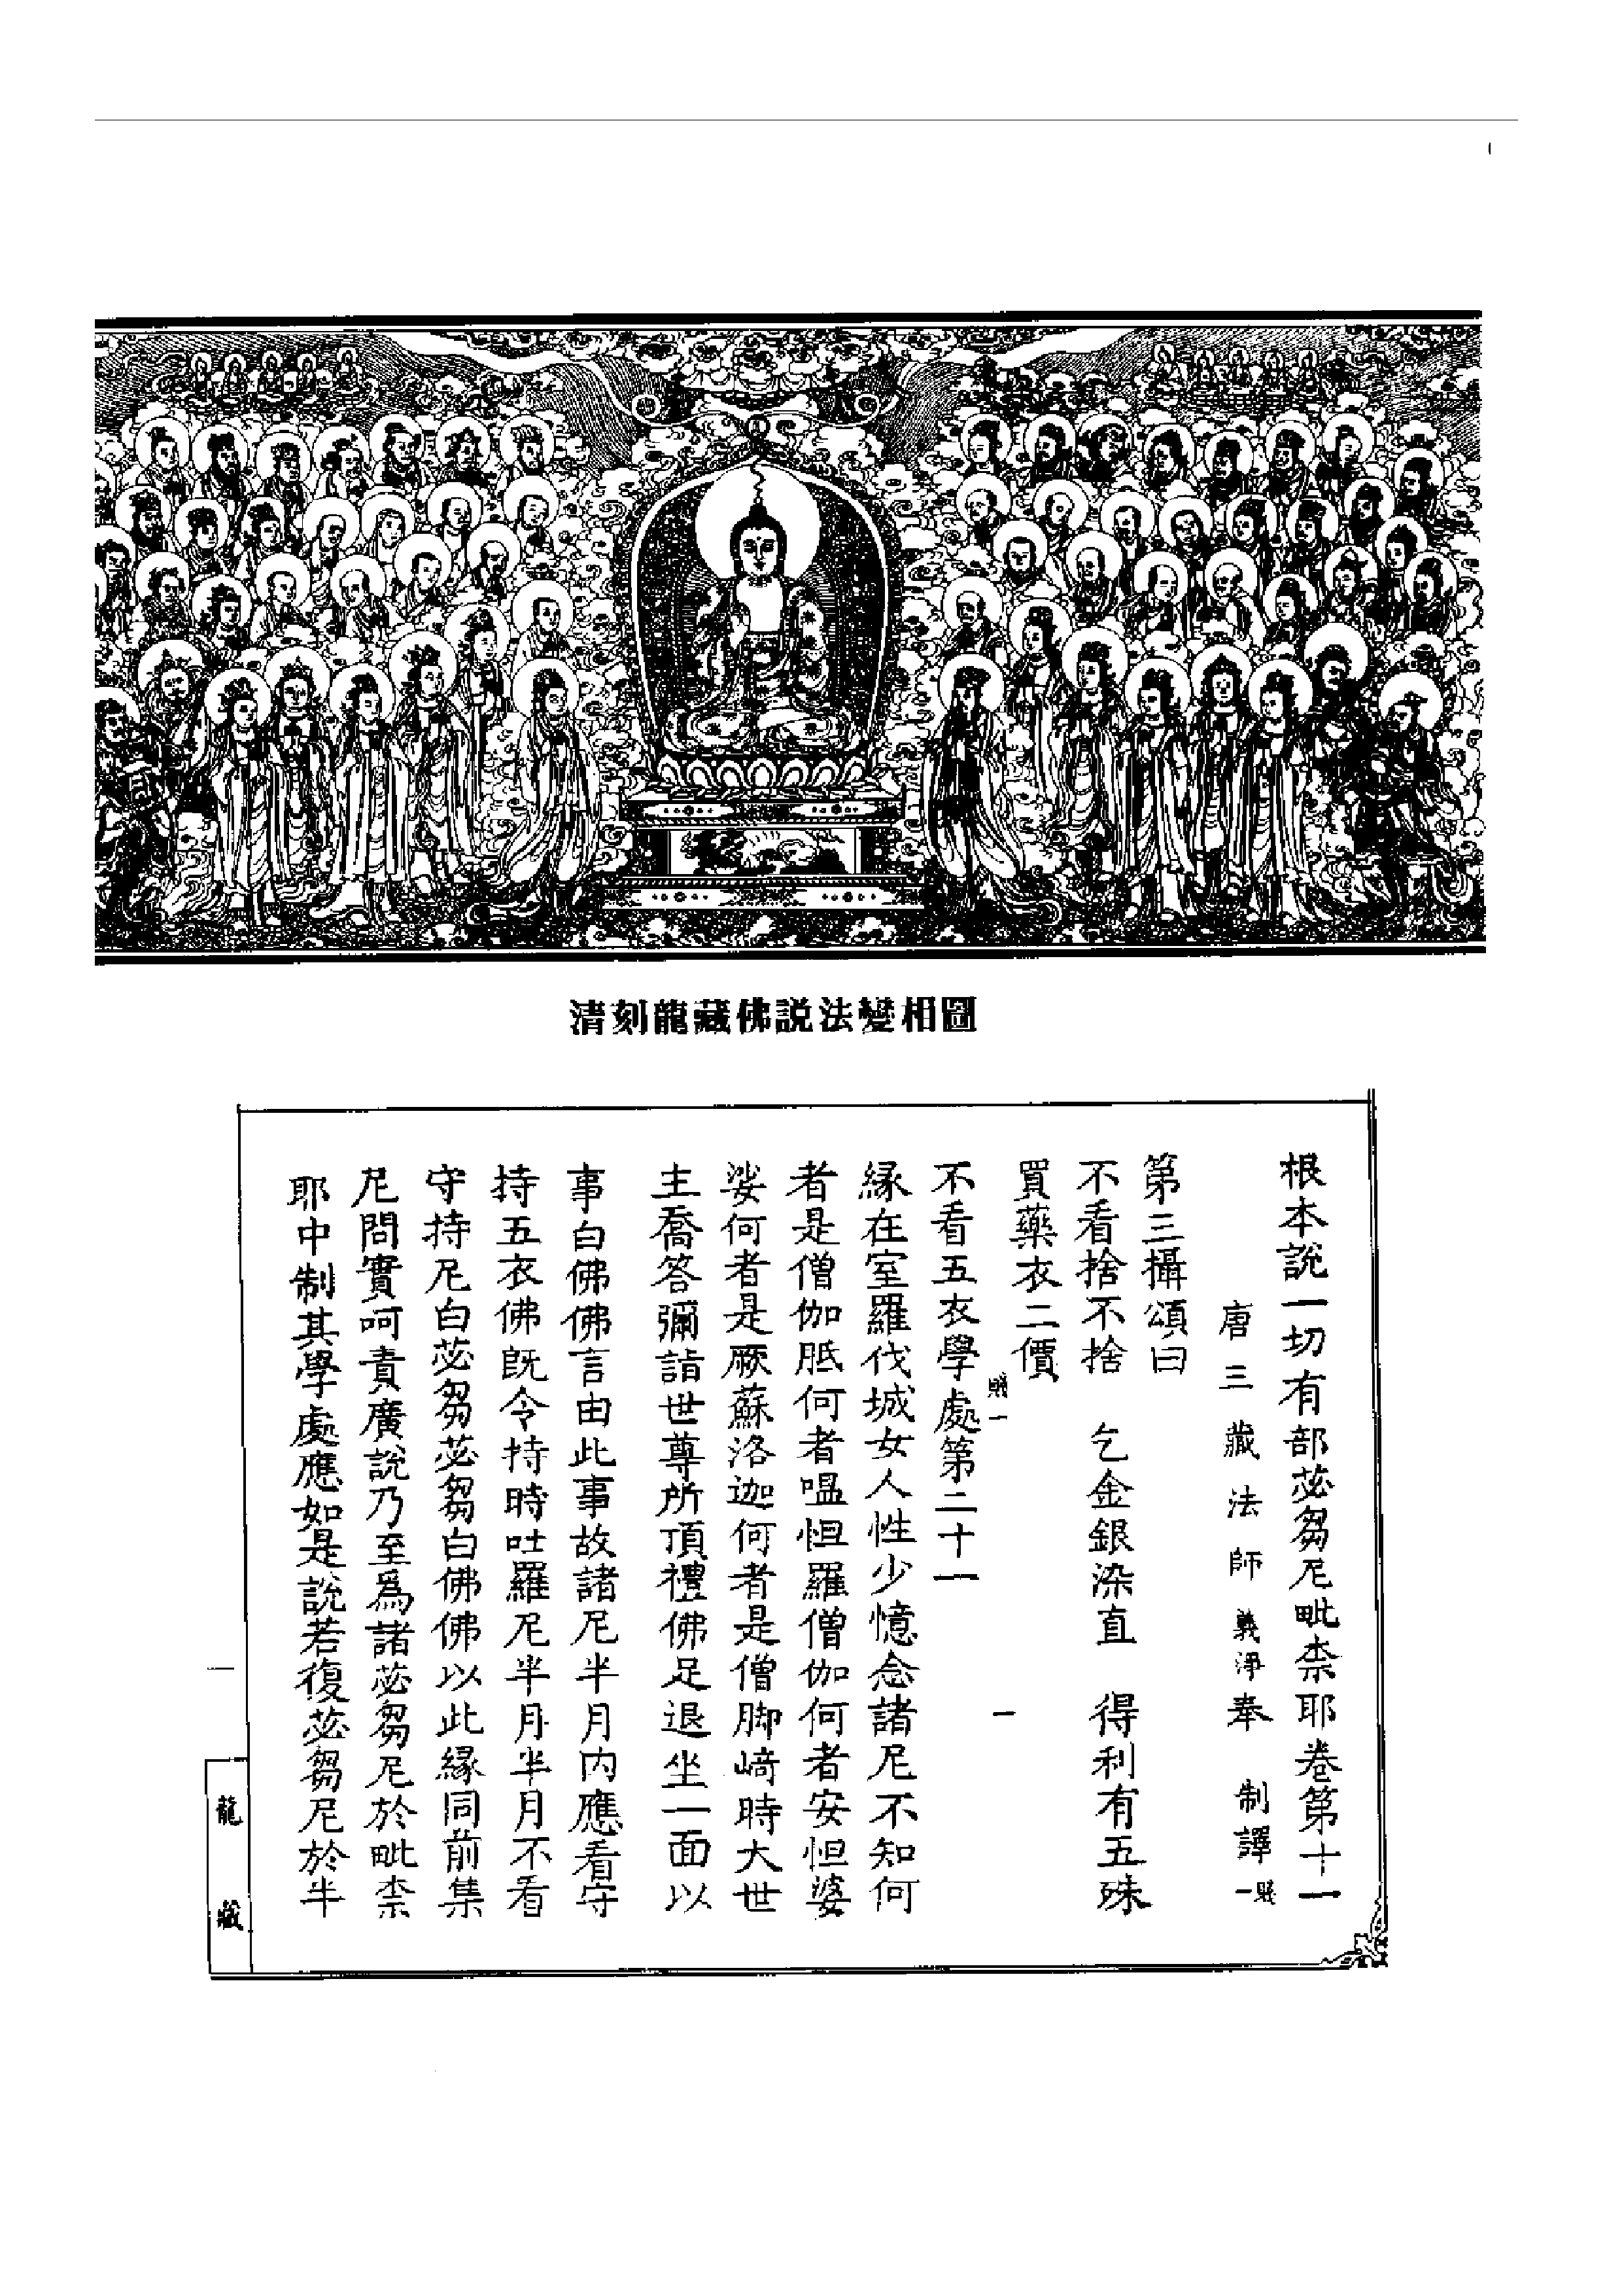 清刻龍藏佛説法變相圖
根本說一切有部苾芻尼毗柰耶卷第十一
唐三藏法師義淨奉 制譯 賤一
第三攝頌曰
不看捨不捨 乞金銀染直 得利有五殊
買藥衣二價
賤一 一
不看五衣學處第二十一
緣在室羅伐城女人性少憶念諸尼不知何
者是僧伽胝何者嗢怛羅僧伽何者安怛婆
娑何者是厥蘇洛迦何者是僧脚崎時大世
主喬答彌詣世尊所頂禮佛足退坐一面以
事白佛佛言由此事故諸尼半月內應看守
持五衣佛既令持時吐羅尼半月半月不看
守持尼白苾芻苾芻白佛佛以此緣同前集
尼問實呵責廣說乃至爲諸苾芻尼於毗柰
耶中制其學處應如是說若復苾芻尼於半
一
龍藏